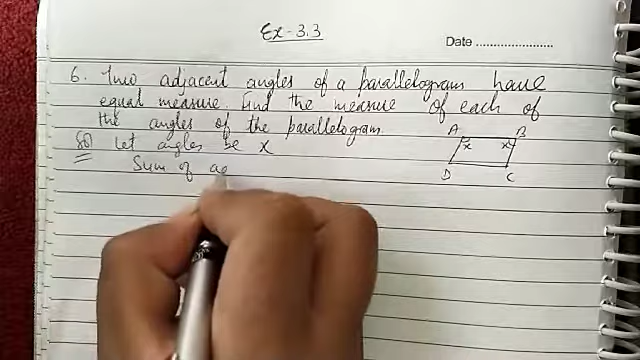 Ex-3.3
Date
6. Two adjacent angles of a parallelogram have
equal measure. Find the measure of each of
the angles of the parallelogram
Sol Let angles be x
Sum of
A B
x x
D C